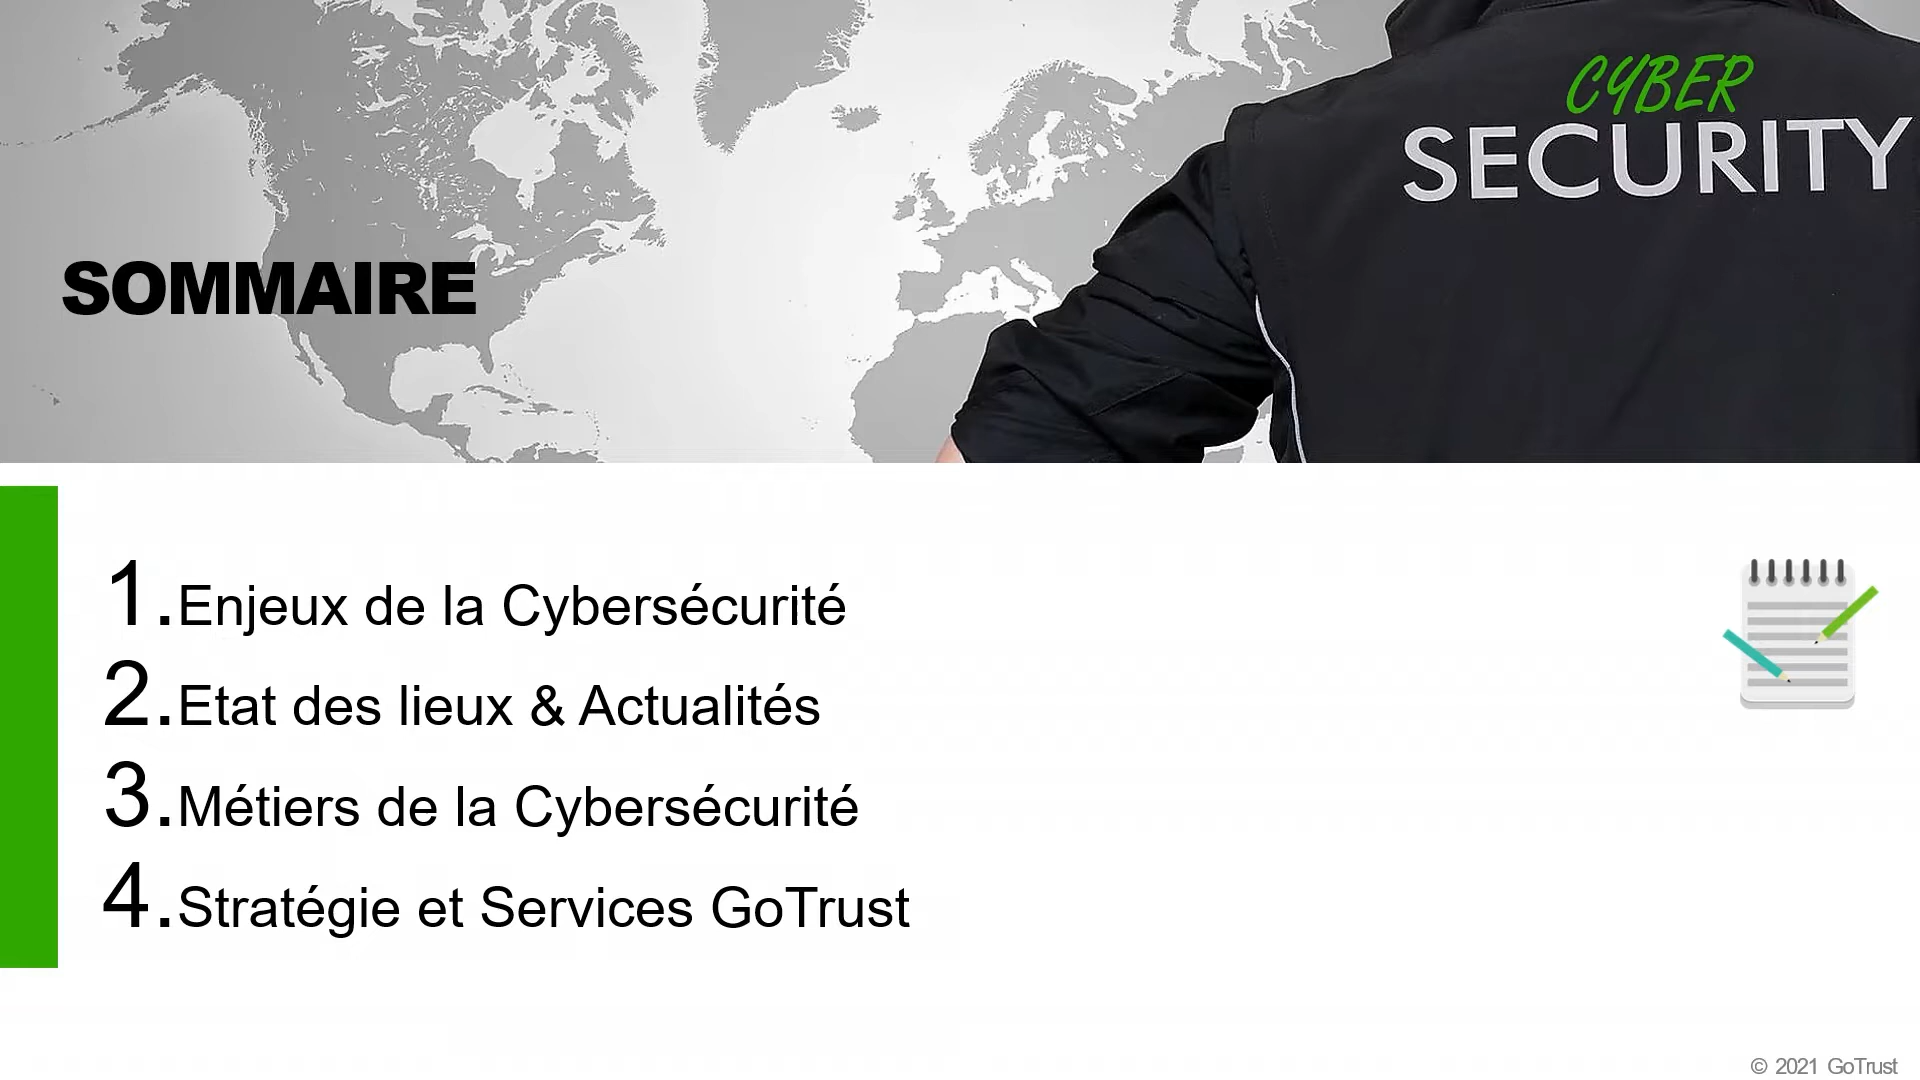 CYBER
SECURITY
SOMMAIRE
1. Enjeux de la Cybersécurité
2. Etat des lieux & Actualités
3. Métiers de la Cybersécurité
4. Stratégie et Services GoTrust
© 2021 GoTrust